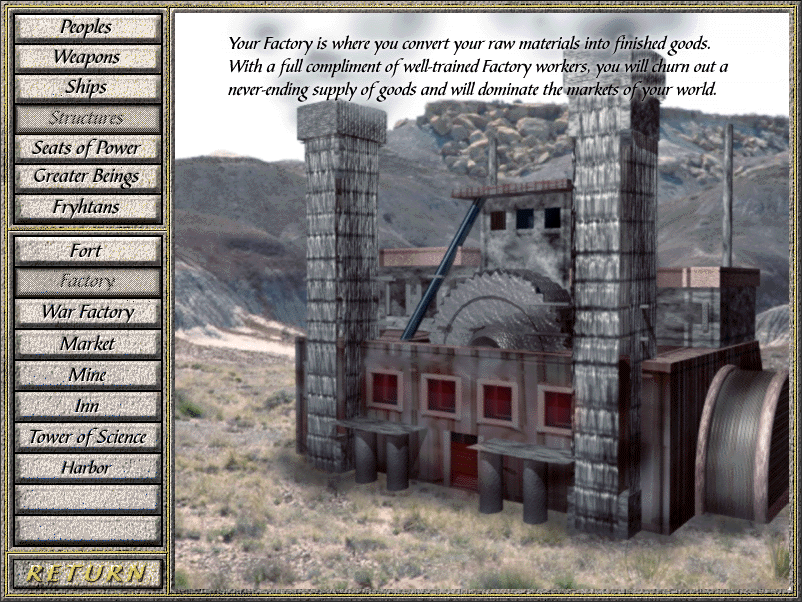 Peoples
Weapons
Ships
Structures
Seats of Power
Greater Beings
Fryhtans
Fort
Factory
War Factory
Market
Mine
Inn
Tower of Science
Harbor
RETURN
Your Factory is where you convert your raw materials into finished goods.
With a full compliment of well-trained Factory workers, you will churn out a
never-ending supply of goods and will dominate the markets of your world.